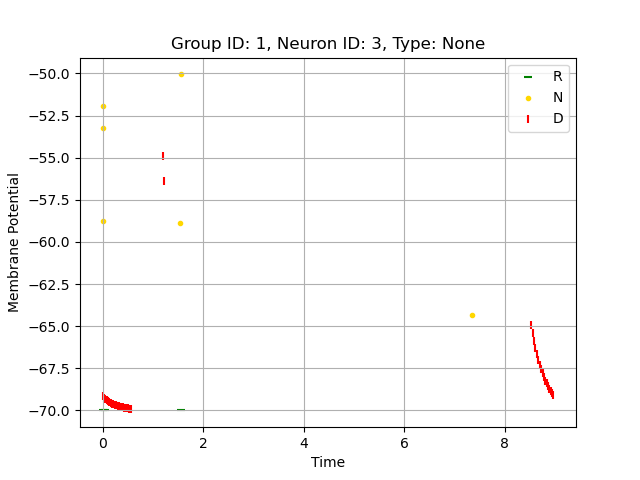 Group ID: 1, Neuron ID: 3, Type: None
Membrane Potential
−50.0
−52.5
−55.0
−57.5
−60.0
−62.5
−65.0
−67.5
−70.0
R
N
D
0 2 4 6 8
Time